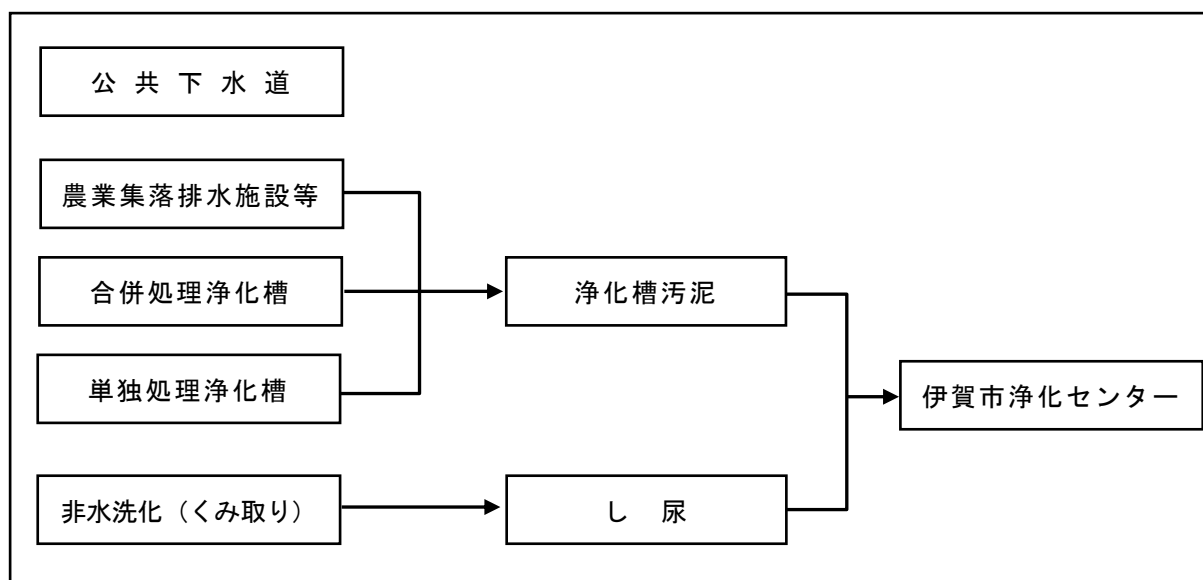 公共下水道
農業集落排水施設等
合併処理浄化槽
浄化槽汚泥
単独処理浄化槽
伊賀市浄化センター
非水洗化（くみ取り）
し尿